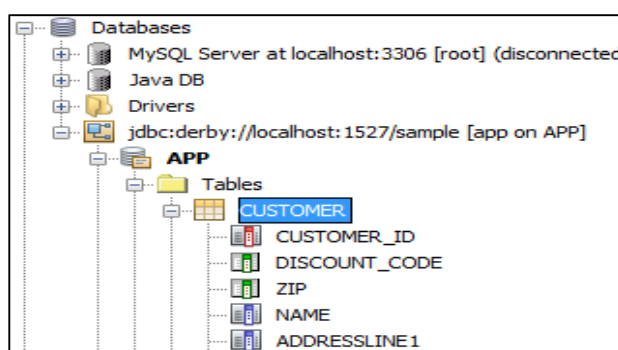 Databases
MySQL Server at localhost:3306 [root] (disconnected
Java DB
Drivers
jdbc:derby://localhost:1527/sample [app on APP]
APP
Tables
CUSTOMER
CUSTOMER_ID
DISCOUNT_CODE
ZIP
NAME
ADDRESSLINE1